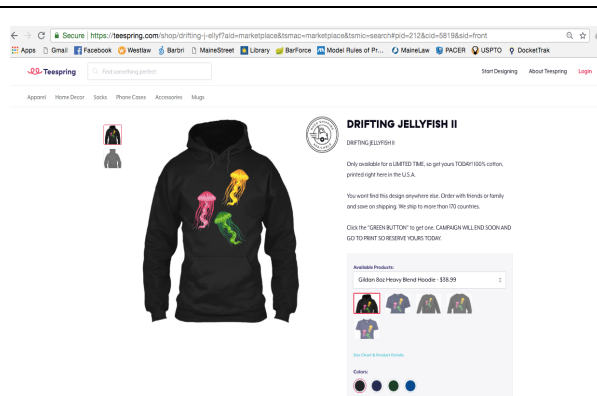 Secure | https://teespring.com/shop/drifting-j-ellyf?aid=marketplace&tsmac=marketplace&tsmic=search#pid=212&cid=5819&sid=front
Apps Gmail Facebook Westlaw Barbri MaineStreet Library BarForce Model Rules of Pr... MaineLaw PACER USPTO DocketTrak
Teespring Find something perfect Start Designing About Teespring Login
Apparel Home Decor Socks Phone Cases Accessories Mugs
DRIFTING JELLYFISH II
DRIFTING JELLYFISH II
Only available for a LIMITED TIME, so get yours TODAY! 100% cotton,
printed right here in the U.S.A.
You wont find this design anywhere else. Order with friends or family
and save on shipping. We ship to more than 170 countries.
Click the "GREEN BUTTON" to get one. CAMPAIGN WILL END SOON AND
GO TO PRINT SO RESERVE YOURS TODAY.
Available Products:
Gildan 8oz Heavy Blend Hoodie - $38.99
Size Chart & Product Details
Colors: